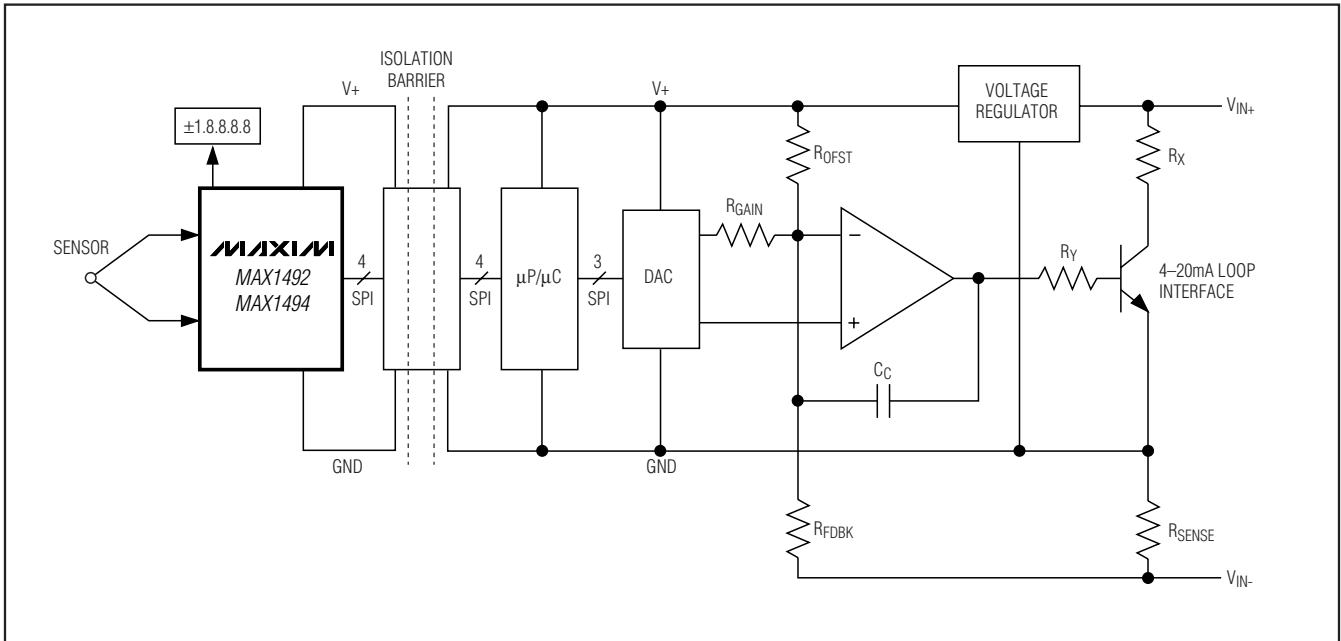 ISOLATION
BARRIER
V+
V+
VOLTAGE
REGULATOR
VIN+
±1.8.8.8.8
ROFST
RX
RGAIN
−
SENSOR
MAXIM
MAX1492
MAX1494
4
SPI
4
SPI
μP/μC
3
SPI
DAC
RY
4–20mA LOOP
INTERFACE
+
CC
GND
GND
RFDBK
RSENSE
VIN-